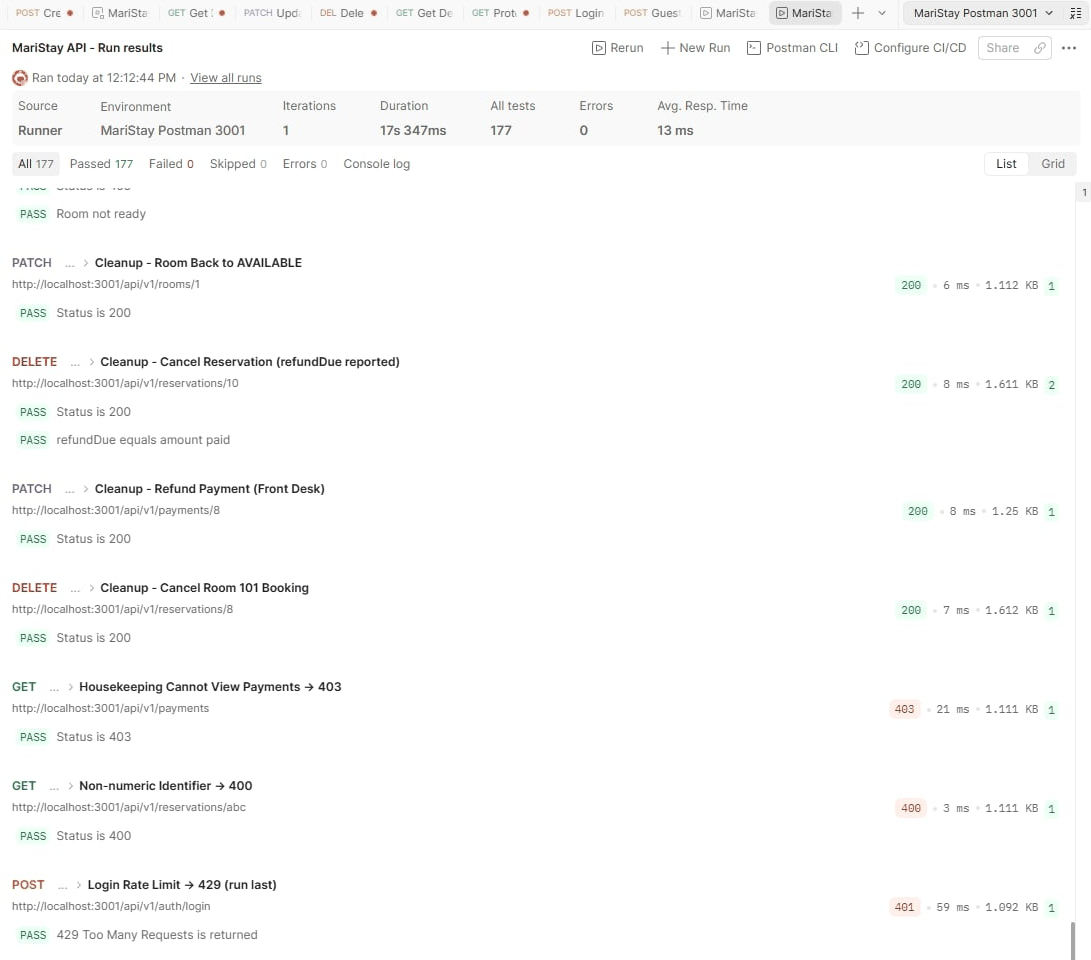 POST Cre GET PATCH Upd DEL Dele GET Get De GET POST Login POST Gues MariSta MariSta MariStay Postman 3001
MariStay API - Run results Rerun New Run Postman CLI Configure CI/CD Share
Ran today at 12:12:44 PM · View all runs
Source Environment Iterations Duration All tests Errors Avg. Resp. Time
Runner MariStay Postman 3001 1 17s 347ms 177 0 13 ms
All 177 Passed 177 Failed 0 Skipped 0 Errors 0 Console log List Grid
1
PASS Room not ready
PATCH ... > Cleanup - Room Back to AVAILABLE
http://localhost:3001/api/v1/rooms/1 200 • 6 ms • 1.112 KB 1
PASS Status is 200
DELETE ... > Cleanup - Cancel Reservation (refundDue reported)
http://localhost:3001/api/v1/reservations/10 200 • 8 ms • 1.611 KB 2
PASS Status is 200
PASS refundDue equals amount paid
PATCH ... > Cleanup - Refund Payment (Front Desk)
http://localhost:3001/api/v1/payments/8 200 • 8 ms • 1.25 KB 1
PASS Status is 200
DELETE ... > Cleanup - Cancel Room 101 Booking
http://localhost:3001/api/v1/reservations/8 200 • 7 ms • 1.612 KB 1
PASS Status is 200
GET ... > Housekeeping Cannot View Payments → 403
http://localhost:3001/api/v1/payments 403 • 21 ms • 1.111 KB 1
PASS Status is 403
GET ... > Non-numeric Identifier → 400
http://localhost:3001/api/v1/reservations/abc 400 • 3 ms • 1.111 KB 1
PASS Status is 400
POST ... > Login Rate Limit → 429 (run last)
http://localhost:3001/api/v1/auth/login 401 • 59 ms • 1.092 KB 1
PASS 429 Too Many Requests is returned